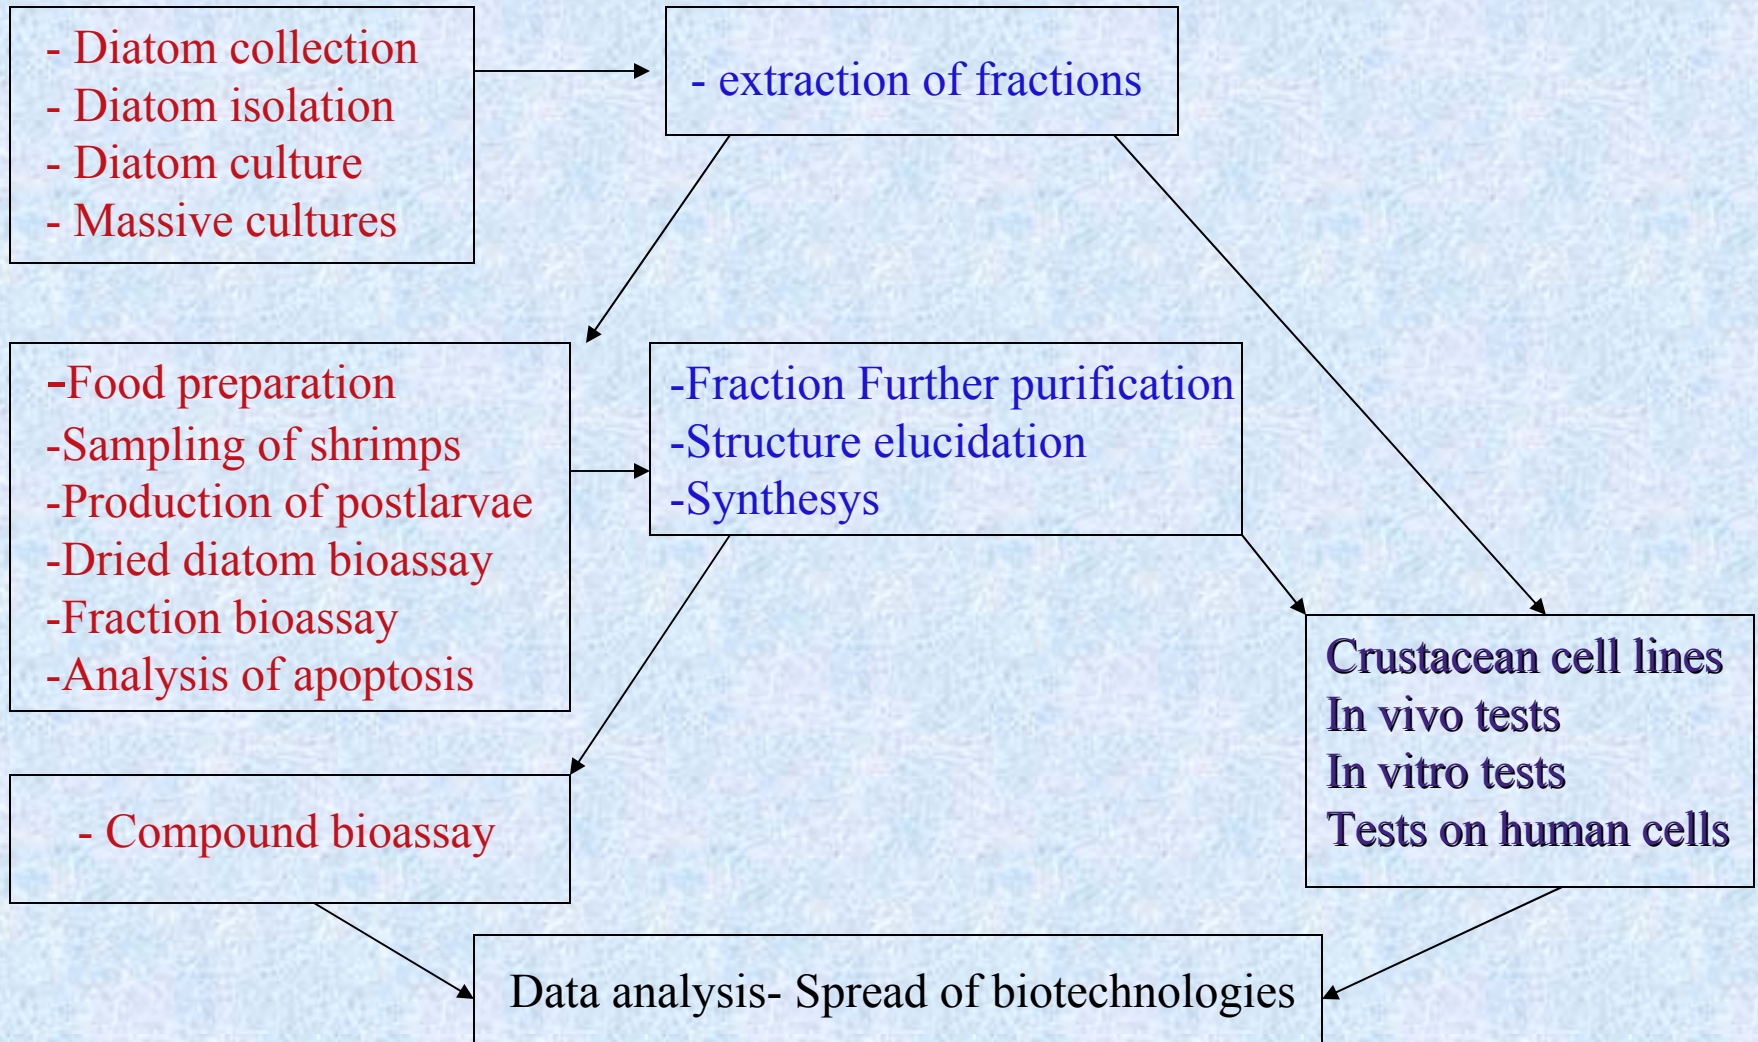 - Diatom collection
- Diatom isolation
- Diatom culture
- Massive cultures
- extraction of fractions
-Food preparation
-Sampling of shrimps
-Production of postlarvae
-Dried diatom bioassay
-Fraction bioassay
-Analysis of apoptosis
-Fraction Further purification
-Structure elucidation
-Synthesys
Crustacean cell lines
In vivo tests
In vitro tests
Tests on human cells
- Compound bioassay
Data analysis- Spread of biotechnologies